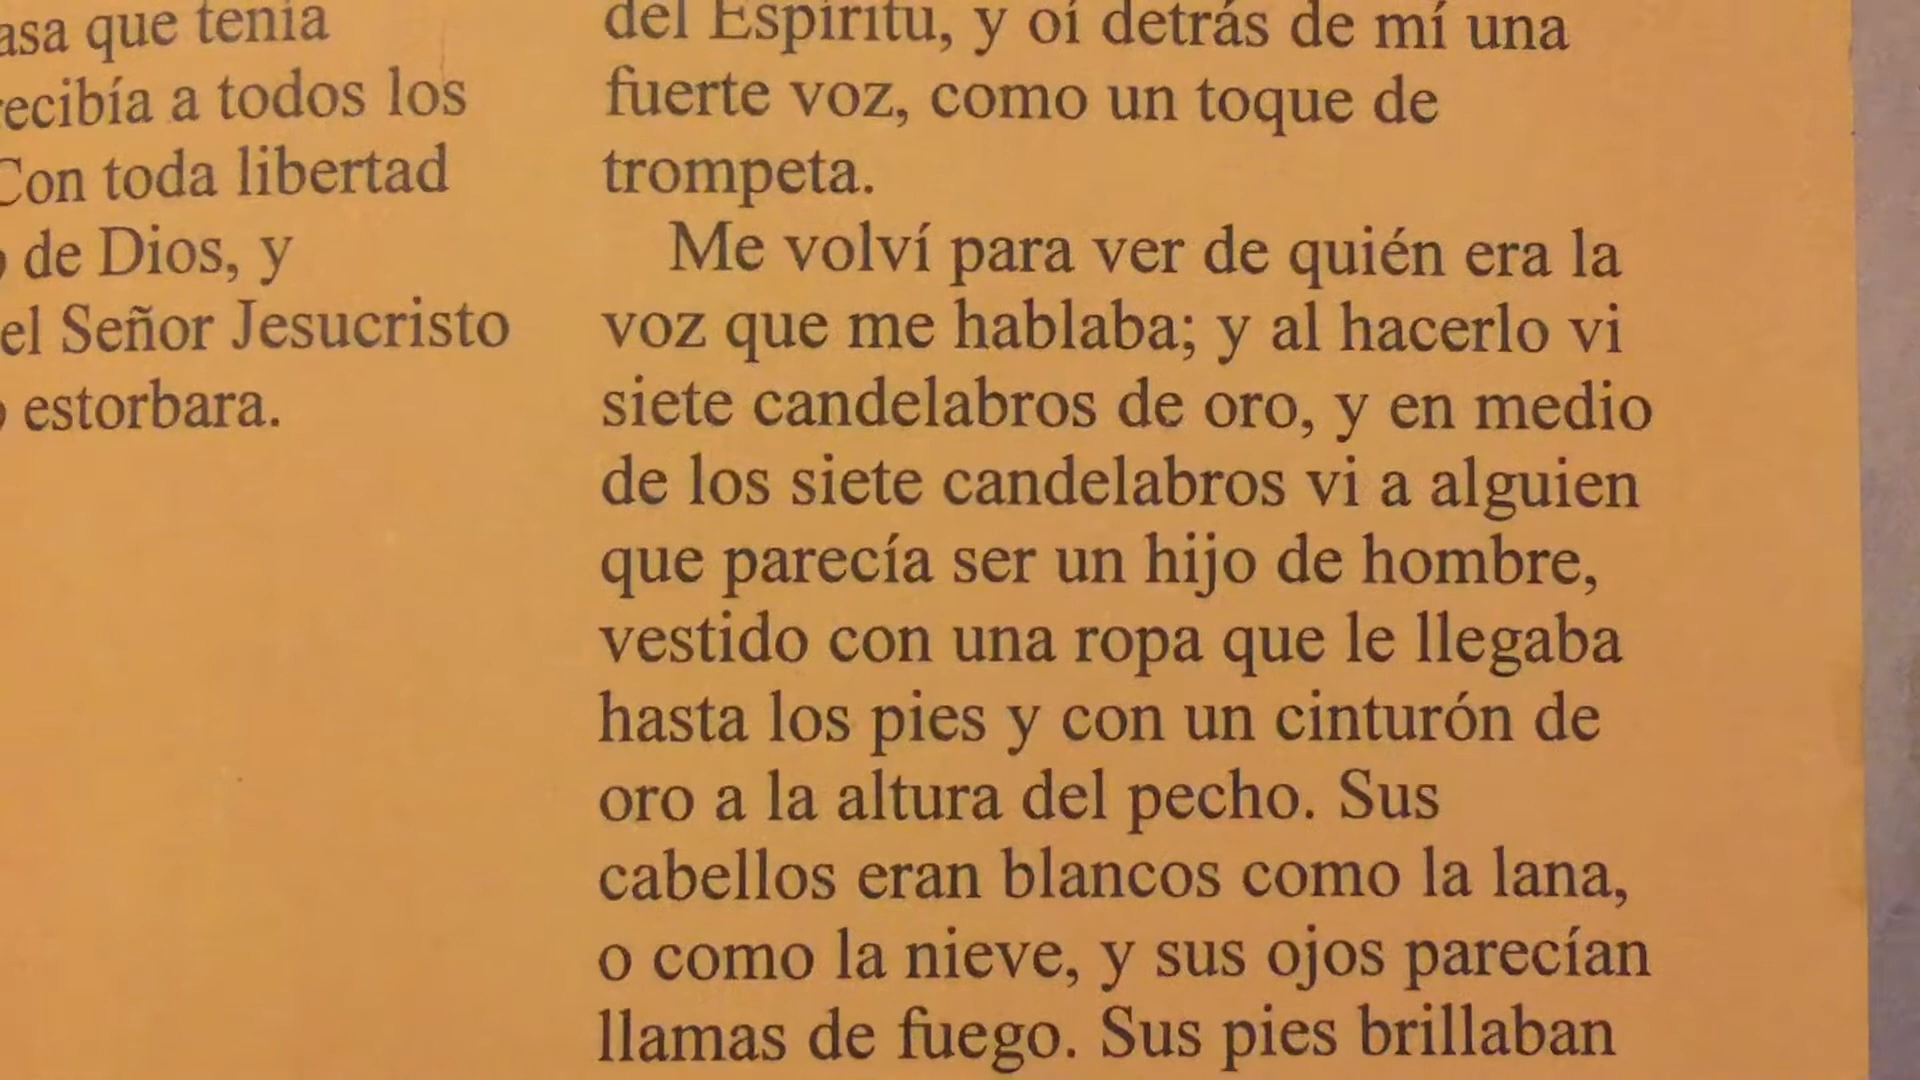 asa que tenía
ecibía a todos los
Con toda libertad
de Dios, y
el Señor Jesucristo
estorbara.
del Espíritu, y oí detrás de mí una
fuerte voz, como un toque de
trompeta.
Me volví para ver de quién era la
voz que me hablaba; y al hacerlo vi
siete candelabros de oro, y en medio
de los siete candelabros vi a alguien
que parecía ser un hijo de hombre,
vestido con una ropa que le llegaba
hasta los pies y con un cinturón de
oro a la altura del pecho. Sus
cabellos eran blancos como la lana,
o como la nieve, y sus ojos parecían
llamas de fuego. Sus pies brillaban